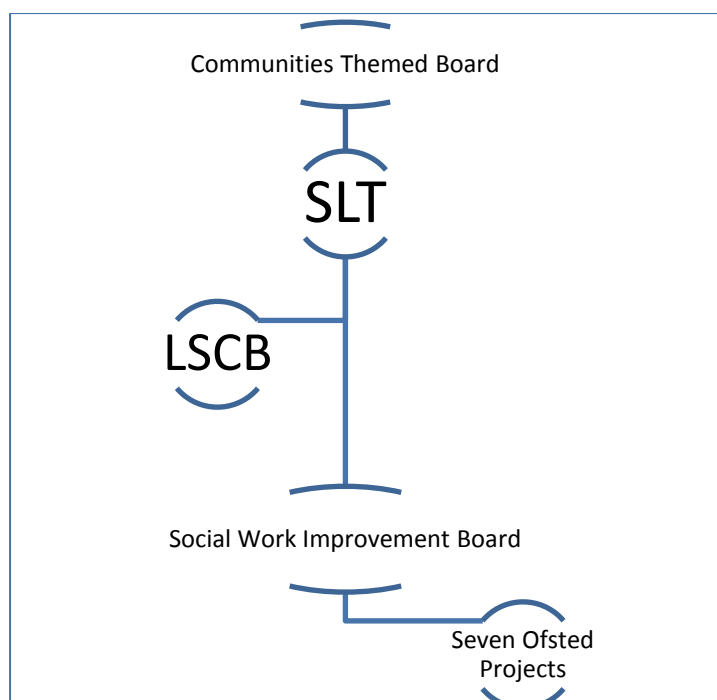 Communities Themed Board
SLT
LSCB
Social Work Improvement Board
Seven Ofsted
Projects